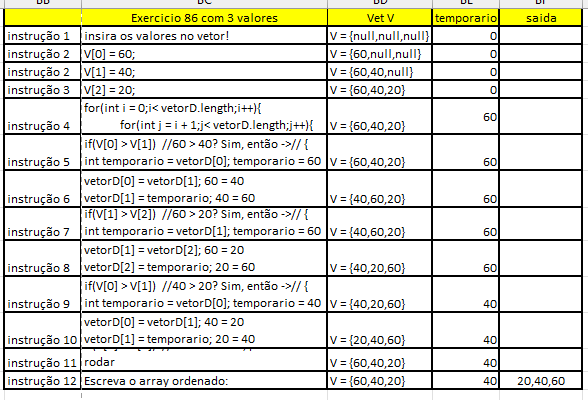 BB BC BD BE BF
Exercicio 86 com 3 valores Vet V temporario saida
instrução 1 insira os valores no vetor! V = {null,null,null} 0
instrução 2 V[0] = 60; V = {60,null,null} 0
instrução 2 V[1] = 40; V = {60,40,null} 0
instrução 3 V[2] = 20; V = {60,40,20} 0
for(int i = 0;i< vetorD.length;i++){
instrução 4 for(int j = i + 1;j< vetorD.length;j++){ V = {60,40,20} 60
if(V[0] > V[1]) //60 > 40? Sim, então ->// {
instrução 5 int temporario = vetorD[0]; temporario = 60 V = {60,40,20} 60
vetorD[0] = vetorD[1]; 60 = 40
instrução 6 vetorD[1] = temporario; 40 = 60 V = {40,60,20} 60
if(V[1] > V[2]) //60 > 20? Sim, então ->// {
instrução 7 int temporario = vetorD[1]; temporario = 60 V = {40,60,20} 60
vetorD[1] = vetorD[2]; 60 = 20
instrução 8 vetorD[2] = temporario; 20 = 60 V = {40,20,60} 60
if(V[0] > V[1]) //40 > 20? Sim, então ->// {
instrução 9 int temporario = vetorD[0]; temporario = 40 V = {40,20,60} 40
vetorD[0] = vetorD[1]; 40 = 20
instrução 10 vetorD[1] = temporario; 20 = 40 V = {20,40,60} 40
instrução 11 rodar V = {60,40,20} 40
instrução 12 Escreva o array ordenado: V = {60,40,20} 40 20,40,60